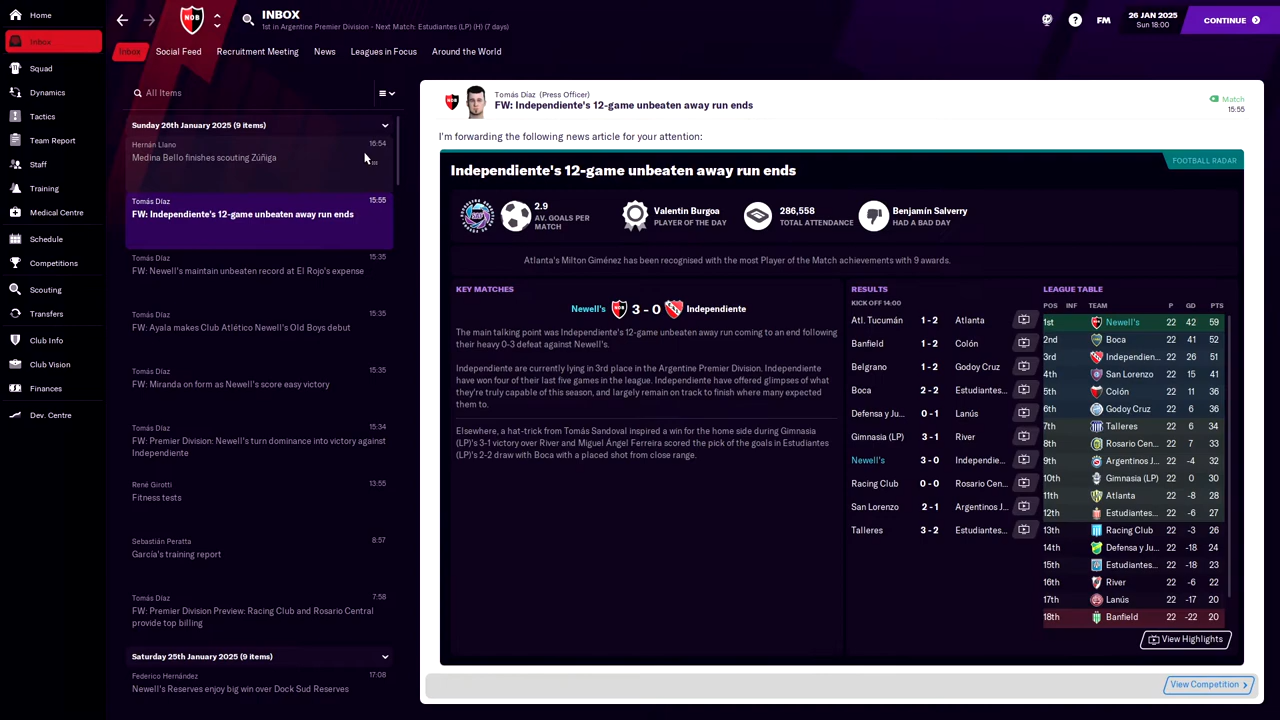 Home
Inbox
Squad
Dynamics
Tactics
Team Report
Staff
Training
Medical Centre
Schedule
Competitions
Scouting
Transfers
Club Info
Club Vision
Finances
Dev. Centre
NOB
INBOX
1st in Argentine Premier Division - Next Match: Estudiantes (LP) (H) (7 days)
?
FM
26 JAN 2025
Sun 18:00
CONTINUE
Inbox
Social Feed
Recruitment Meeting
News
Leagues in Focus
Around the World
All Items
Sunday 26th January 2025 (9 items)
Hernán Llano
16:54
Medina Bello finishes scouting Zúñiga
Tomás Díaz
15:55
FW: Independiente's 12-game unbeaten away run ends
Tomás Díaz
15:35
FW: Newell's maintain unbeaten record at El Rojo's expense
Tomás Díaz
15:35
FW: Ayala makes Club Atlético Newell's Old Boys debut
Tomás Díaz
15:35
FW: Miranda on form as Newell's score easy victory
Tomás Díaz
15:34
FW: Premier Division: Newell's turn dominance into victory against
Independiente
René Girotti
13:55
Fitness tests
Sebastián Peratta
8:57
García's training report
Tomás Díaz
7:58
FW: Premier Division Preview: Racing Club and Rosario Central
provide top billing
Saturday 25th January 2025 (9 items)
Federico Hernández
17:08
Newell's Reserves enjoy big win over Dock Sud Reserves
Tomás Díaz (Press Officer)
FW: Independiente's 12-game unbeaten away run ends
Match
15:55
I'm forwarding the following news article for your attention:
FOOTBALL RADAR
Independiente's 12-game unbeaten away run ends
2.9
AV. GOALS PER
MATCH
Valentin Burgoa
PLAYER OF THE DAY
286,558
TOTAL ATTENDANCE
Benjamín Salverry
HAD A BAD DAY
Atlanta's Milton Giménez has been recognised with the most Player of the Match achievements with 9 awards.
KEY MATCHES
Newell's 3 - 0 Independiente
The main talking point was Independiente's 12-game unbeaten away run coming to an end following
their heavy 0-3 defeat against Newell's.
Independiente are currently lying in 3rd place in the Argentine Premier Division. Independiente
have won four of their last five games in the league. Independiente have offered glimpses of what
they're truly capable of this season, and largely remain on track to finish where many expected
them to.
Elsewhere, a hat-trick from Tomás Sandoval inspired a win for the home side during Gimnasia
(LP)'s 3-1 victory over River and Miguel Ángel Ferreira scored the pick of the goals in Estudiantes
(LP)'s 2-2 draw with Boca with a placed shot from close range.
RESULTS
KICK OFF 14:00
Atl. Tucumán 1 - 2 Atlanta
Banfield 1 - 2 Colón
Belgrano 1 - 2 Godoy Cruz
Boca 2 - 2 Estudiantes...
Defensa y Ju... 0 - 1 Lanús
Gimnasia (LP) 3 - 1 River
Newell's 3 - 0 Independie...
Racing Club 0 - 0 Rosario Cen...
San Lorenzo 2 - 1 Argentinos J...
Talleres 3 - 2 Estudiantes...
LEAGUE TABLE
POS INF TEAM P GD PTS
1st Newell's 22 42 59
2nd Boca 22 41 52
3rd Independien... 22 26 51
4th San Lorenzo 22 15 41
5th Colón 22 11 36
6th Godoy Cruz 22 6 36
7th Talleres 22 6 34
8th Rosario Cen... 22 7 33
9th Argentinos J... 22 -4 32
10th Gimnasia (LP) 22 0 30
11th Atlanta 22 -8 28
12th Estudiantes... 22 -6 27
13th Racing Club 22 -3 26
14th Defensa y Ju... 22 -18 24
15th Estudiantes... 22 -18 23
16th River 22 -6 22
17th Lanús 22 -17 20
18th Banfield 22 -22 20
View Highlights
View Competition